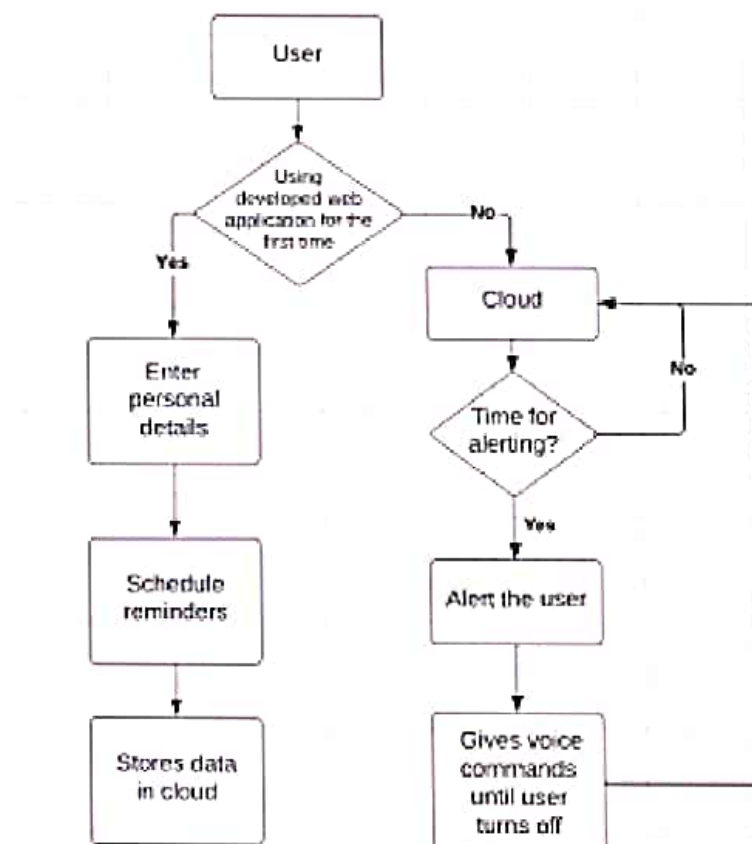 User
Using
developed web
application for the
first time
No
Yes
Cloud
Enter
personal
details
No
Time for
alerting?
Yes
Schedule
reminders
Alert the user
Stores data
in cloud
Gives voice
commands
until user
turns off